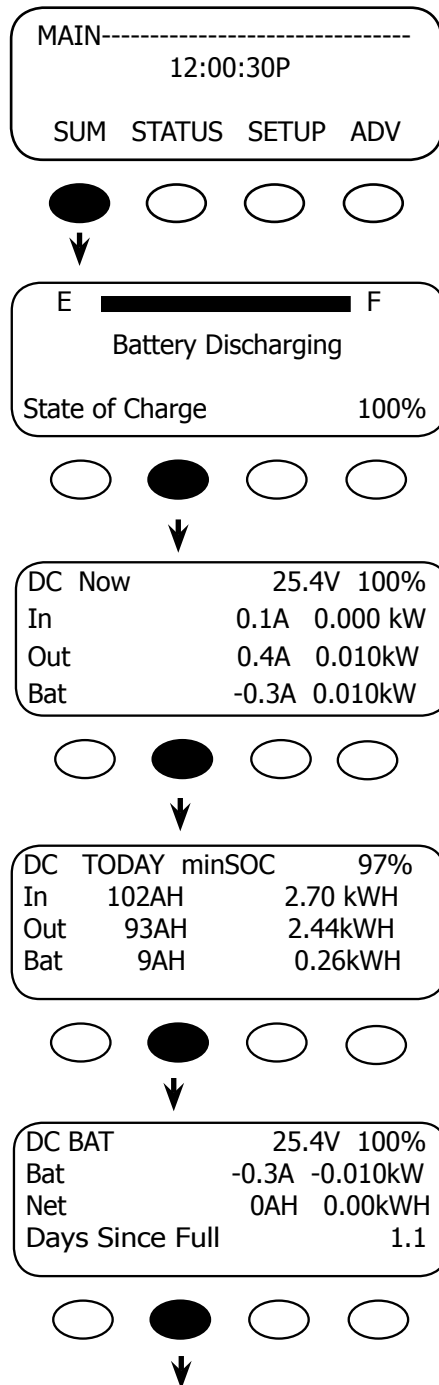 MAIN--------------------------------
12:00:30P
SUM STATUS SETUP ADV
E F
Battery Discharging
State of Charge 100%
DC Now 25.4V 100%
In 0.1A 0.000 kW
Out 0.4A 0.010kW
Bat -0.3A 0.010kW
DC TODAY minSOC 97%
In 102AH 2.70 kWH
Out 93AH 2.44kWH
Bat 9AH 0.26kWH
DC BAT 25.4V 100%
Bat -0.3A -0.010kW
Net 0AH 0.00kWH
Days Since Full 1.1